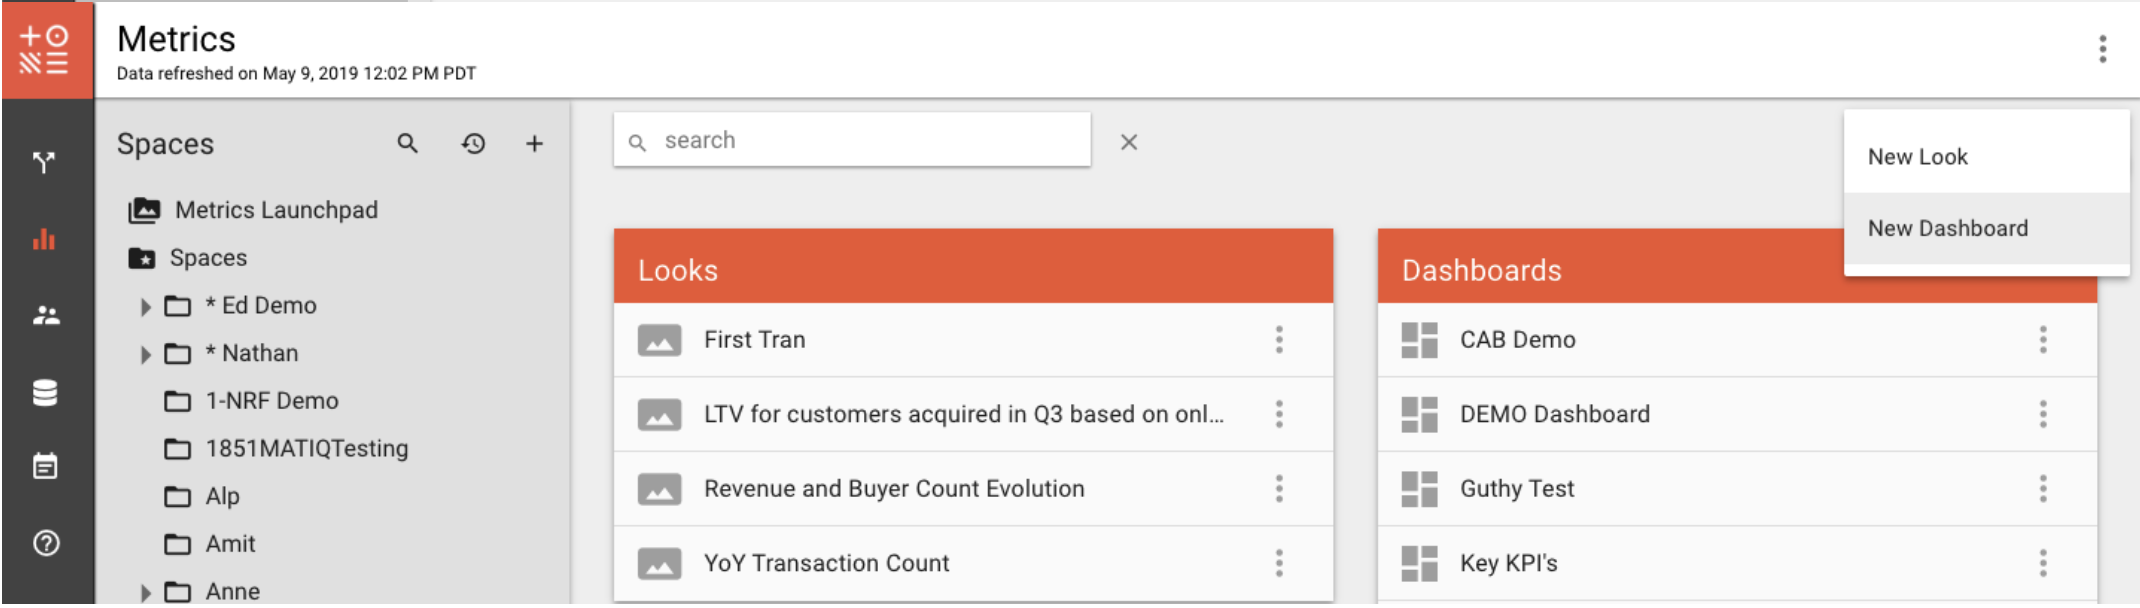 Metrics
Data refreshed on May 9, 2019 12:02 PM PDT
Spaces
Metrics Launchpad
Spaces
* Ed Demo
* Nathan
1-NRF Demo
1851MATIQTesting
Alp
Amit
Anne
search
New Look
New Dashboard
Looks
First Tran
LTV for customers acquired in Q3 based on onl...
Revenue and Buyer Count Evolution
YoY Transaction Count
Dashboards
CAB Demo
DEMO Dashboard
Guthy Test
Key KPI's